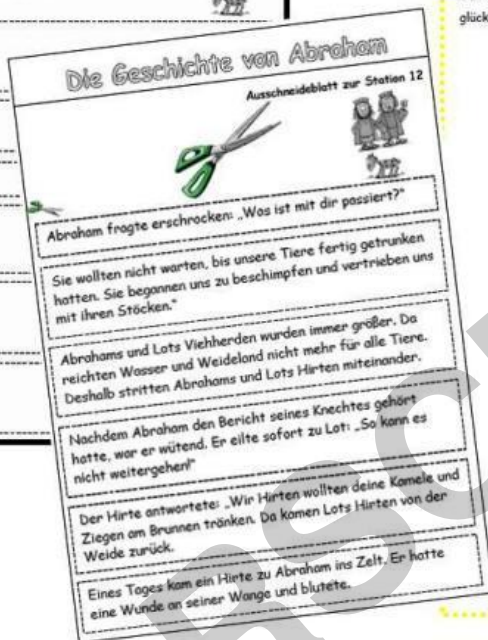 glück
Die Geschichte von Abraham
Ausschneideblatt zur Station 12
Abraham fragte erschrocken: „Was ist mit dir passiert?"
Sie wollten nicht warten, bis unsere Tiere fertig getrunken
hatten. Sie begannen uns zu beschimpfen und vertrieben uns
mit ihren Stöcken."
Abrahams und Lots Viehherden wurden immer größer. Da
reichten Wasser und Weideland nicht mehr für alle Tiere.
Deshalb stritten Abrahams und Lots Hirten miteinander.
Nachdem Abraham den Bericht seines Knechtes gehört
hatte, war er wütend. Er eilte sofort zu Lot: „So kann es
nicht weitergehen!"
Der Hirte antwortete: „Wir Hirten wollten deine Kamele und
Ziegen am Brunnen tränken. Da kamen Lots Hirten von der
Weide zurück.
Eines Tages kam ein Hirte zu Abraham ins Zelt. Er hatte
eine Wunde an seiner Wange und blutete.